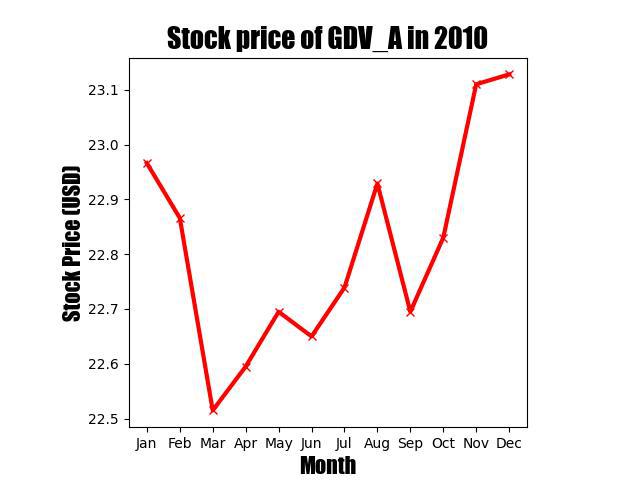 Stock price of GDV_A in 2010
Stock Price (USD)
23.1
23.0
22.9
22.8
22.7
22.6
22.5
Jan Feb Mar Apr May Jun Jul Aug Sep Oct Nov Dec
Month